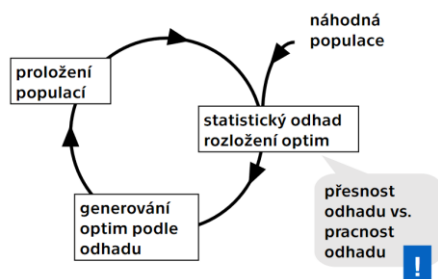 náhodná
populace
proložení
populací
statistický odhad
rozložení optim
generování
optim podle
odhadu
přesnost
odhadu vs.
pracnost
odhadu
!